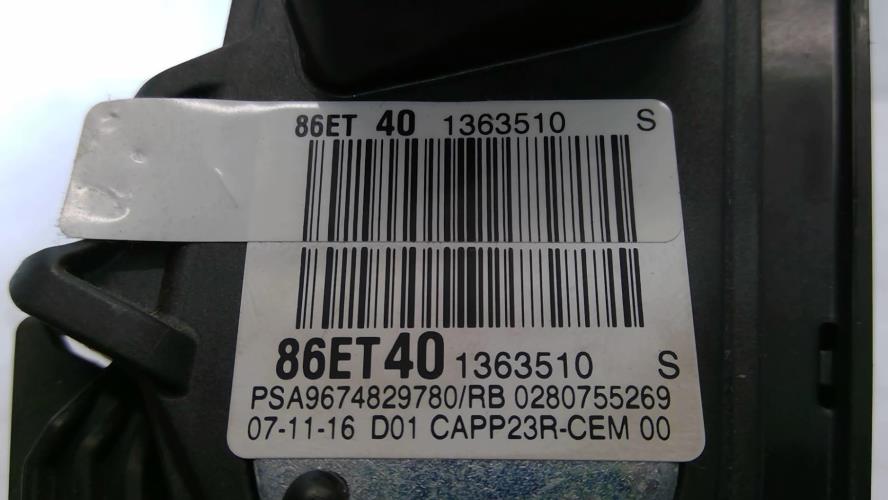 86ET 40 1363510 S
86ET40 1363510 S
PSA9674829780/RB 0280755269
07-11-16 D01 CAPP23R-CEM 00